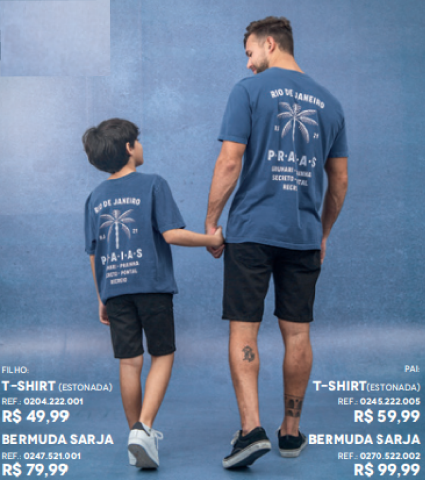 RIO DE JANEIRO
P·R·A·I·A·S
RIO DE JANEIRO
P·R·A·I·A·S
RECREIO
FILHO:
T-SHIRT (ESTONADA)
REF.: 0204.222.001
R$ 49,99
BERMUDA SARJA
REF.: 0247.521.001
R$ 79,99
PAI:
T-SHIRT (ESTONADA)
REF.: 0245.222.005
R$ 59,99
BERMUDA SARJA
REF.: 0270.522.002
R$ 99,99